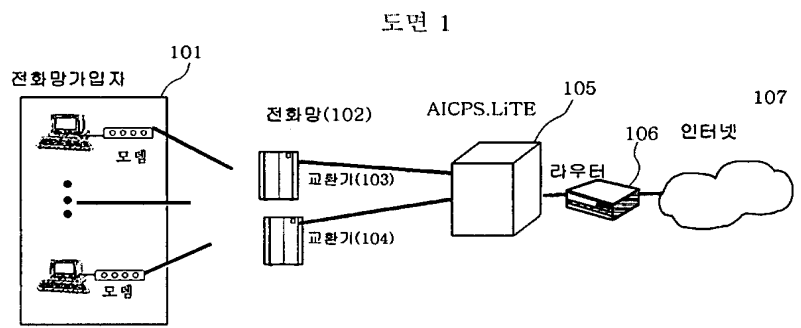 도면 1
101
전화망가입자
모뎀
모뎀
전화망(102)
교환기(103)
교환기(104)
AICPS.LiTE
105
라우터
106
인터넷
107